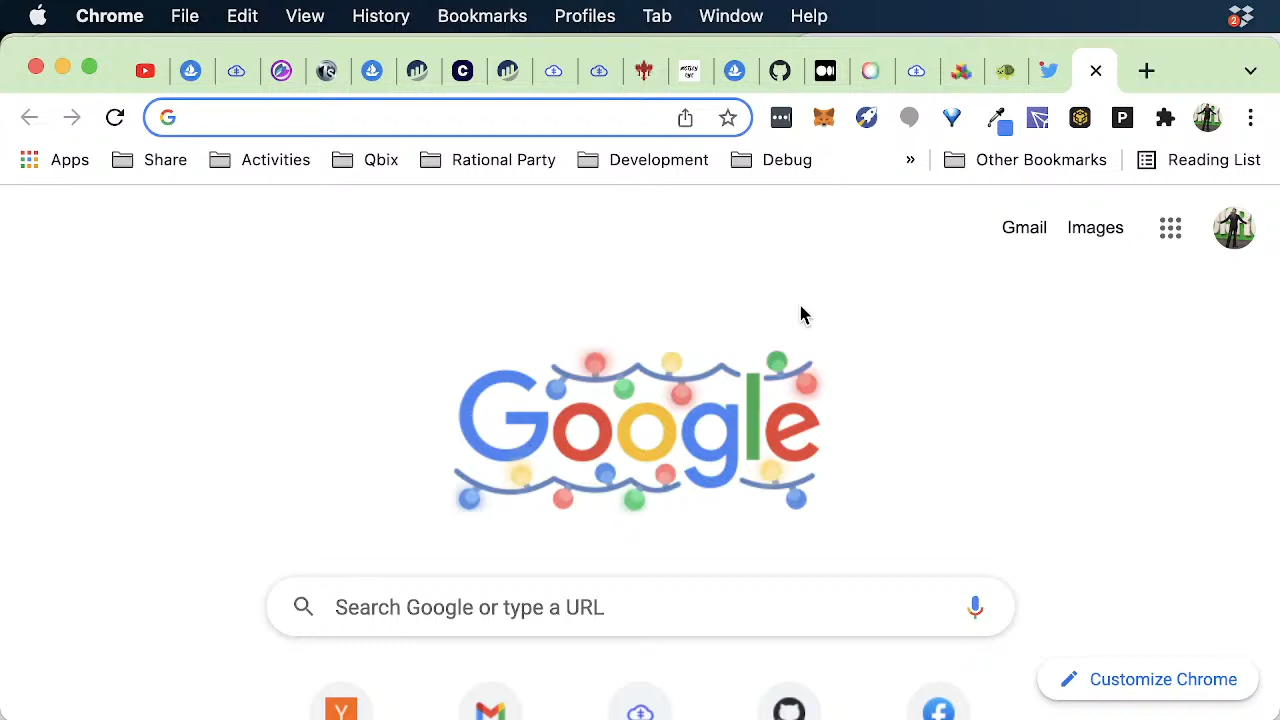 Chrome File Edit View History Bookmarks Profiles Tab Window Help 2
Apps Share Activities Qbix Rational Party Development Debug » Other Bookmarks Reading List
Gmail Images
Google
Search Google or type a URL
Customize Chrome